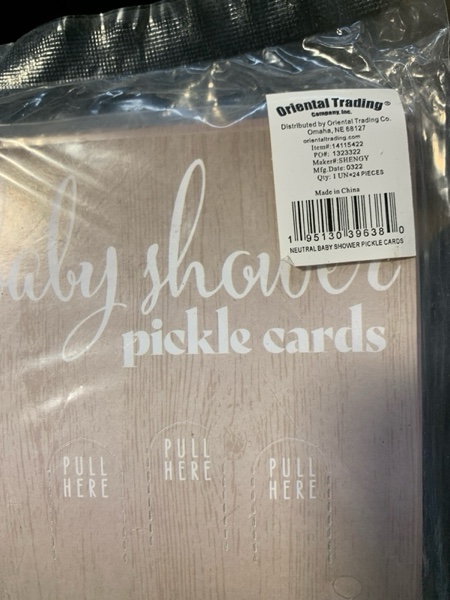 Oriental Trading®
Company, Inc.
Distributed by Oriental Trading Co.
Omaha, NE 68127
orientaltrading.com
Item#:14115422
PO#: 1323322
Maker#:SHENGY
Mfg.Date: 0322
Qty: 1 UN=24 PIECES
Made in China
1 95130 39638 0
NEUTRAL BABY SHOWER PICKLE CARDS
aby shower
pickle cards
PULL HERE
PULL HERE
PULL HERE